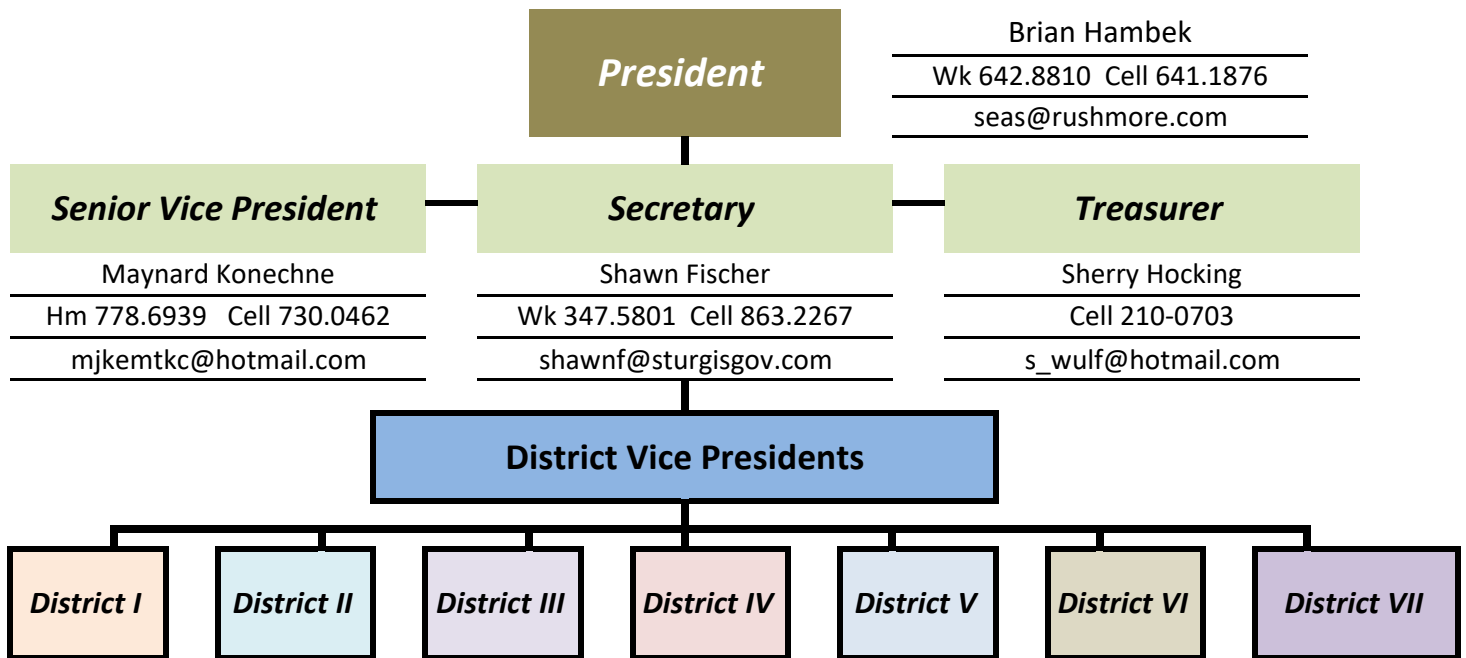 President
Brian Hambek
Wk 642.8810 Cell 641.1876
seas@rushmore.com
Senior Vice President
Maynard Konechne
Hm 778.6939 Cell 730.0462
mjkemtkc@hotmail.com
Secretary
Shawn Fischer
Wk 347.5801 Cell 863.2267
shawnf@sturgisgov.com
Treasurer
Sherry Hocking
Cell 210-0703
s_wulf@hotmail.com
District Vice Presidents
District I
District II
District III
District IV
District V
District VI
District VII